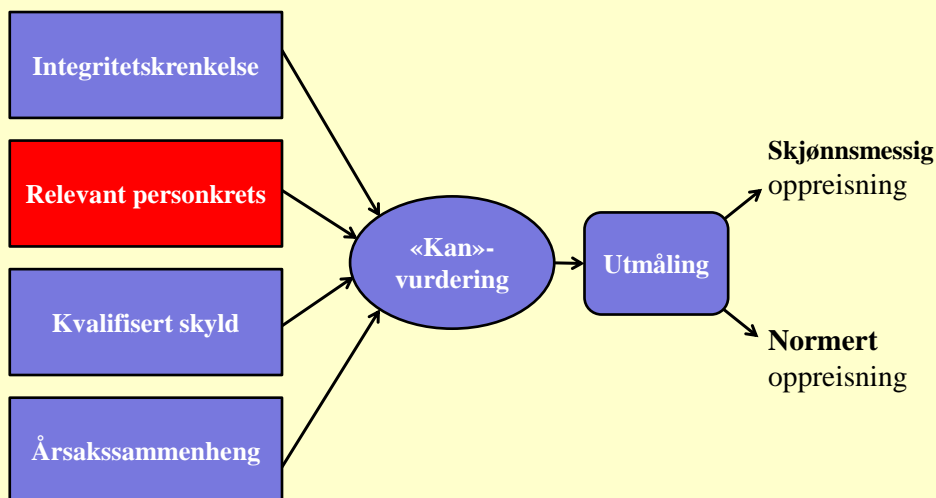 Integritetskrenkelse
Relevant personkrets
Kvalifisert skyld
Årsakssammenheng
«Kan»-
vurdering
Utmåling
Skjønnsmessig
oppreisning
Normert
oppreisning